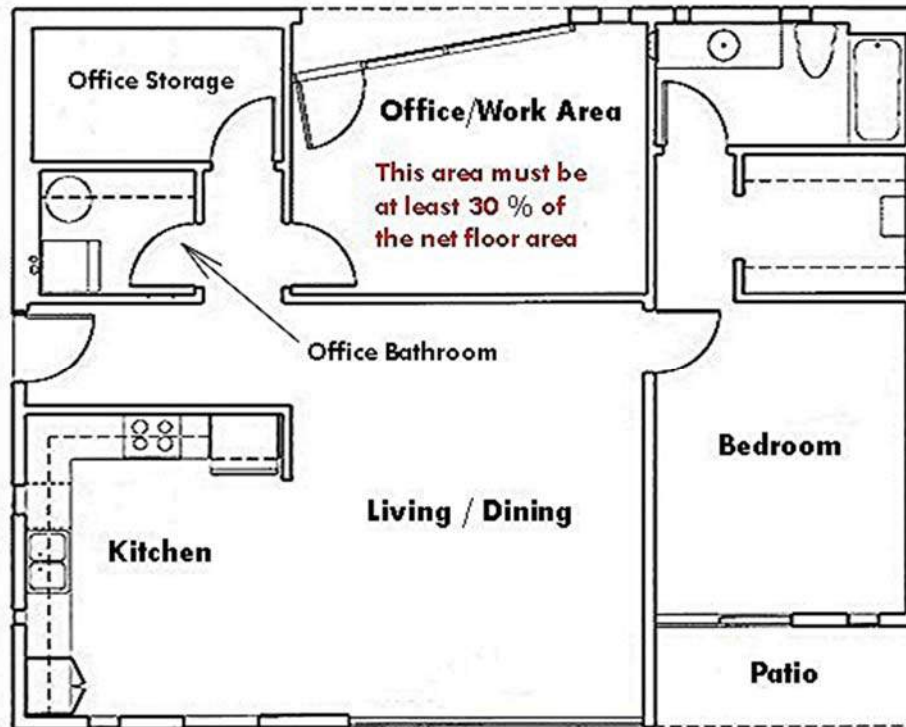 Office Storage
Office/Work Area
This area must be
at least 30 % of
the net floor area
Office Bathroom
Bedroom
Living / Dining
Kitchen
Patio